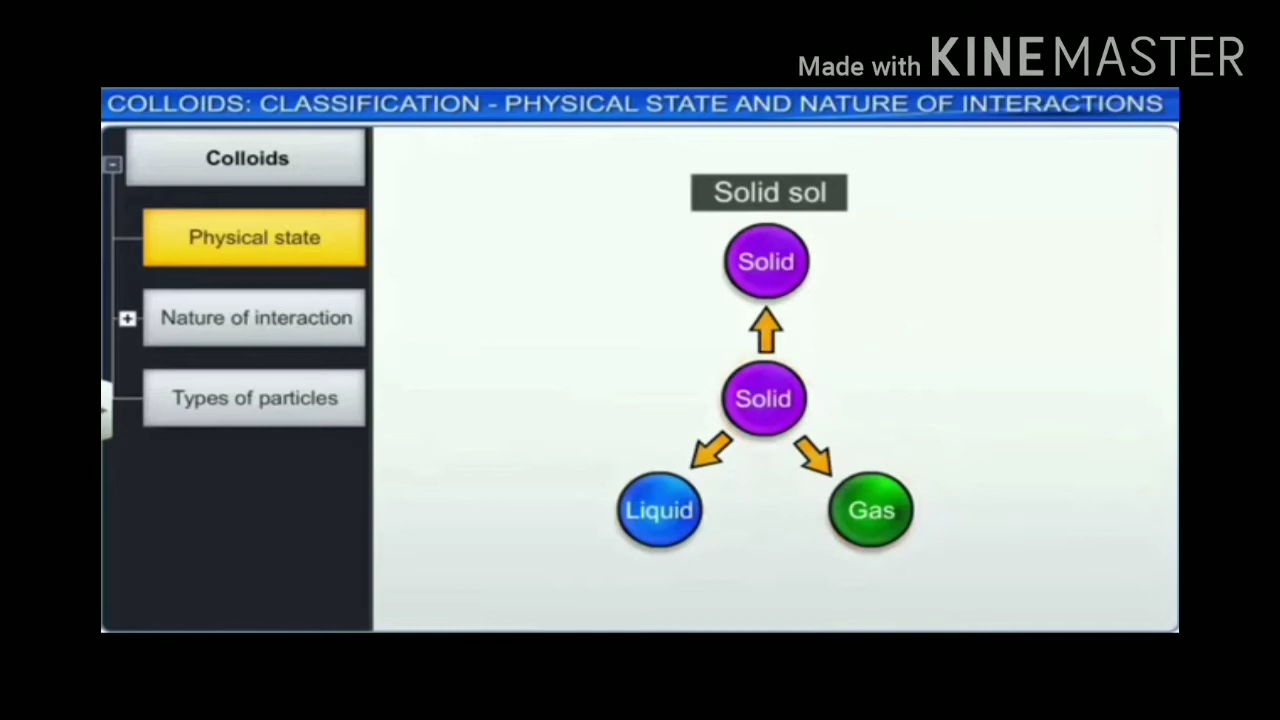 Made with KINEMASTER
COLLOIDS: CLASSIFICATION - PHYSICAL STATE AND NATURE OF INTERACTIONS
Colloids
Physical state
Nature of interaction
Types of particles
Solid sol
Solid
Solid
Liquid
Gas